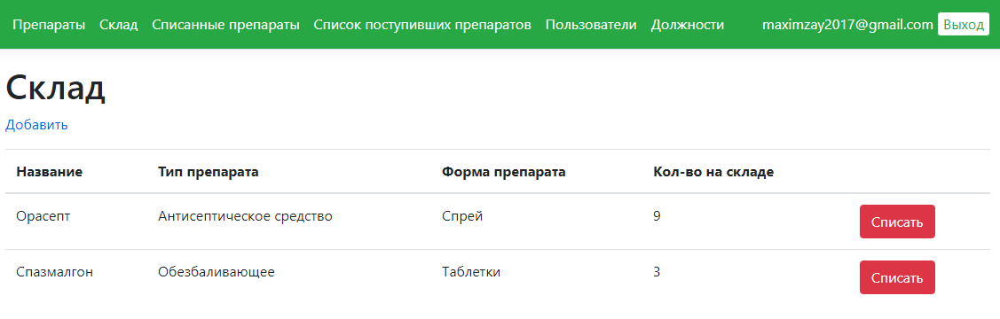 Препараты Склад Списанные препараты Список поступивших препаратов Пользователи Должности maximzay2017@gmail.com Выход
Склад
Добавить
Название Тип препарата Форма препарата Кол-во на складе
Орасепт Антисептическое средство Спрей 9 Списать
Спазмалгон Обезбаливающее Таблетки 3 Списать